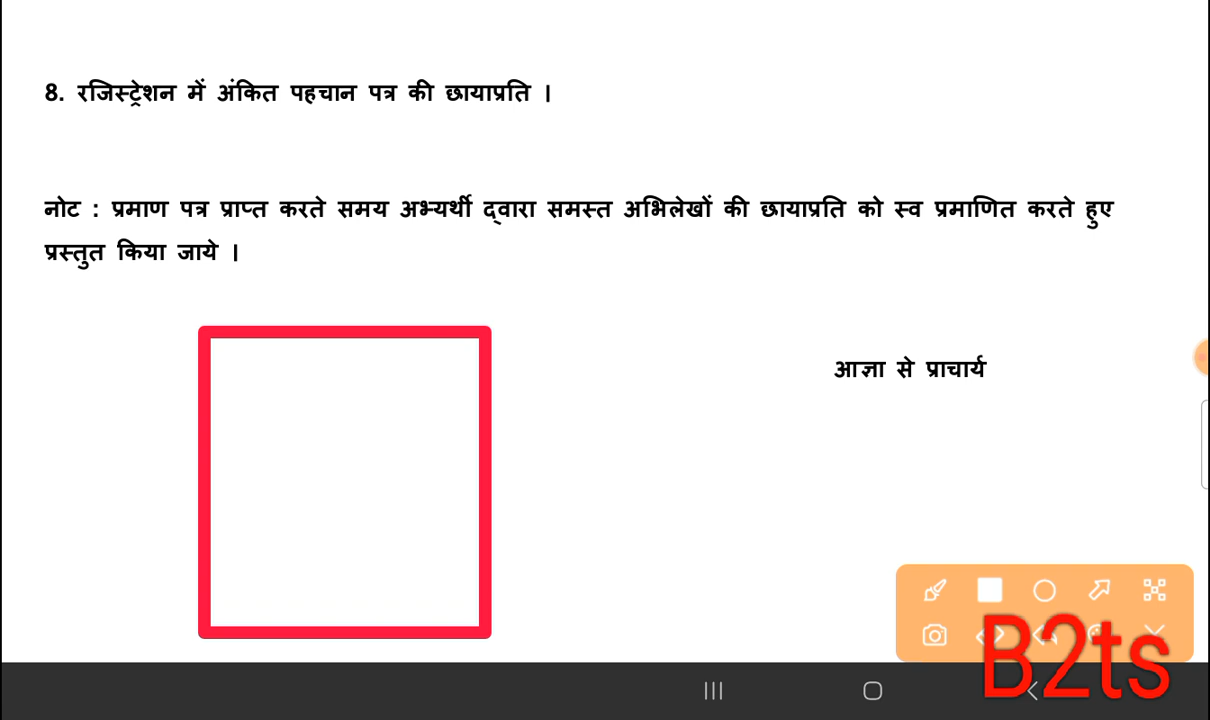 8. रजिस्ट्रेशन में अंकित पहचान पत्र की छायाप्रति ।
नोट : प्रमाण पत्र प्राप्त करते समय अभ्यर्थी द्वारा समस्त अभिलेखों की छायाप्रति को स्व प्रमाणित करते हुए
प्रस्तुत किया जाये ।
आज्ञा से प्राचार्य
B2ts